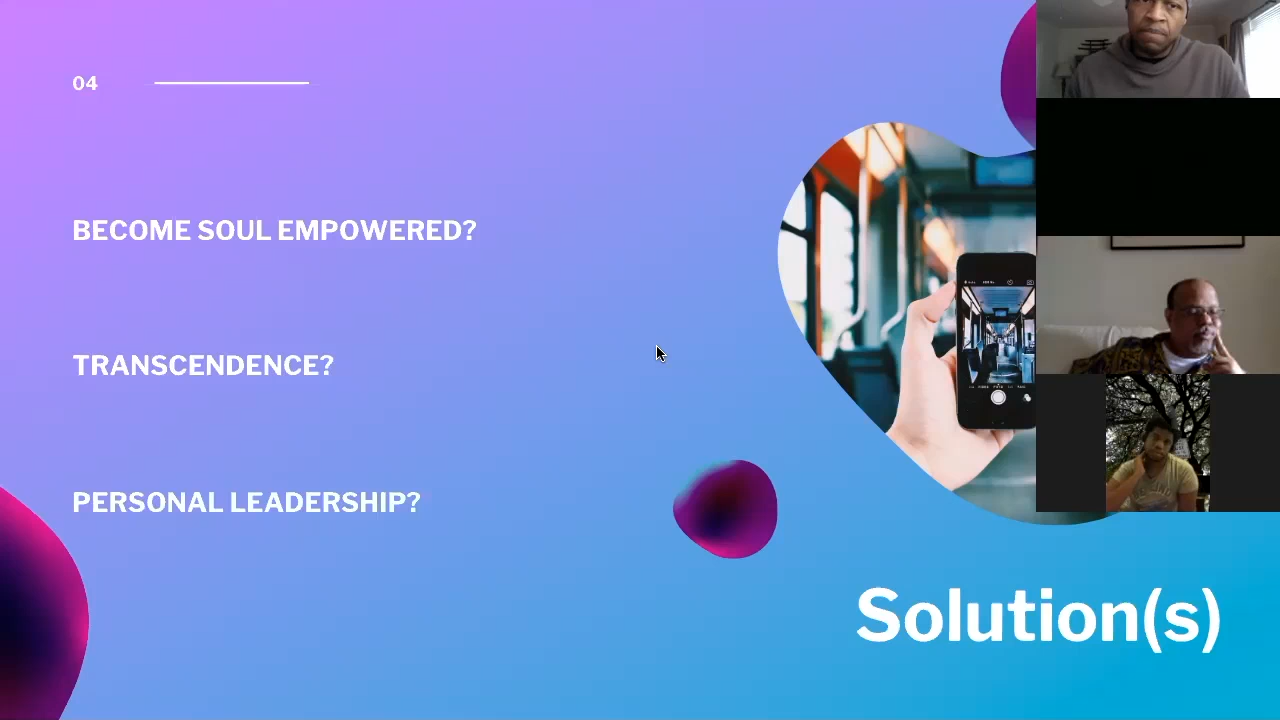 04
BECOME SOUL EMPOWERED?
TRANSCENDENCE?
PERSONAL LEADERSHIP?
Solution(s)